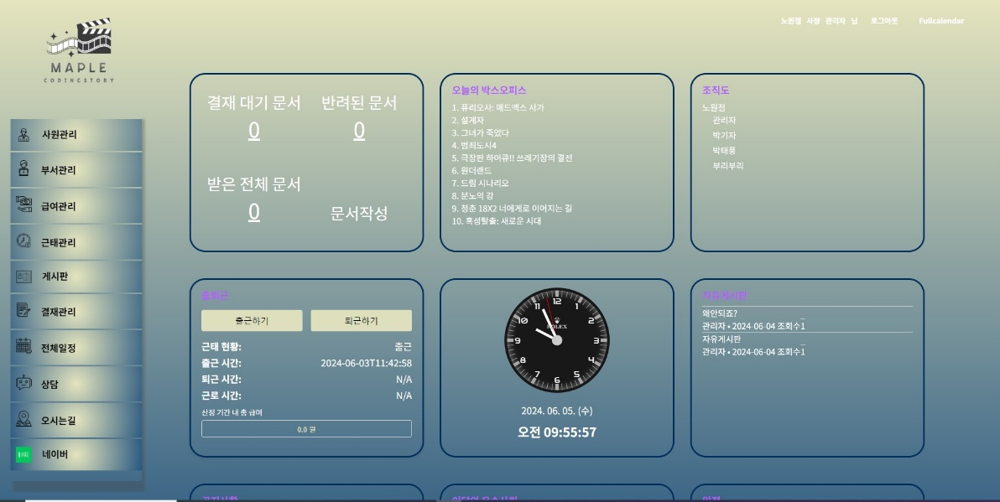 노원점 사장 관리자 님 로그아웃 Fullcalendar
MAPLE
CODINGSTORY
사원관리
부서관리
급여관리
근태관리
게시판
결재관리
전체일정
상담
오시는길
네이버
결재 대기 문서 반려된 문서
0 0
받은 전체 문서
0 문서작성
오늘의 박스오피스
1. 퓨리오사: 매드맥스 사가
2. 설계자
3. 그녀가 죽었다
4. 범죄도시4
5. 극장판 하이큐!! 쓰레기장의 결전
6. 원더랜드
7. 드림 시나리오
8. 분노의 강
9. 청춘 18X2 너에게로 이어지는 길
10. 혹성탈출: 새로운 시대
조직도
노원점
관리자
박기자
박태풍
부리부리
출퇴근
출근하기 퇴근하기
근태 현황: 출근
출근 시간: 2024-06-03T11:42:58
퇴근 시간: N/A
근로 시간: N/A
산정 기간 내 총 급여
0.0 원
12
1
2
3
4
5
6
7
8
9
10
11
ROLEX
2024. 06. 05. (수)
오전 09:55:57
자유게시판
왜안되죠?
관리자 • 2024-06-04 조회수1
자유게시판
관리자 • 2024-06-04 조회수1
공지사항